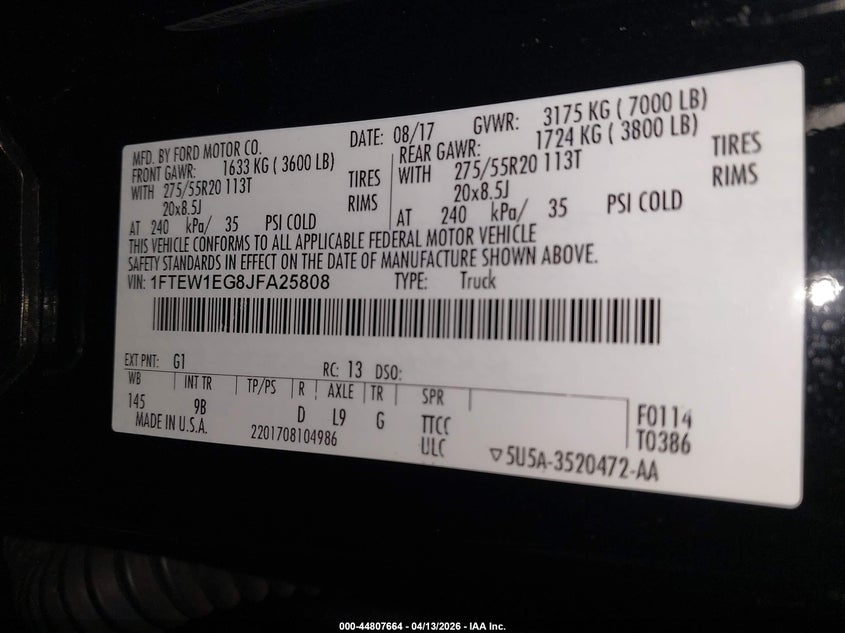 MFD. BY FORD MOTOR CO. DATE: 08/17 GVWR: 3175 KG ( 7000 LB)
FRONT GAWR: 1633 KG ( 3600 LB) REAR GAWR: 1724 KG ( 3800 LB)
WITH 275/55R20 113T TIRES WITH 275/55R20 113T TIRES
20x8.5J RIMS 20x8.5J RIMS
AT 240 kPa/ 35 PSI COLD AT 240 kPa/ 35 PSI COLD
THIS VEHICLE CONFORMS TO ALL APPLICABLE FEDERAL MOTOR VEHICLE
SAFETY STANDARDS IN EFFECT ON THE DATE OF MANUFACTURE SHOWN ABOVE.
VIN: 1FTEW1EG8JFA25808 TYPE: Truck
EXT PNT: G1 RC: 13 DSO:
WB INT TR TP/PS R AXLE TR SPR
145 9B D L9 G TTCC F0114
MADE IN U.S.A. 2201708104986 ULC T0386
▽5U5A-3520472-AA
000-44807664 - 04/13/2026 - IAA Inc.